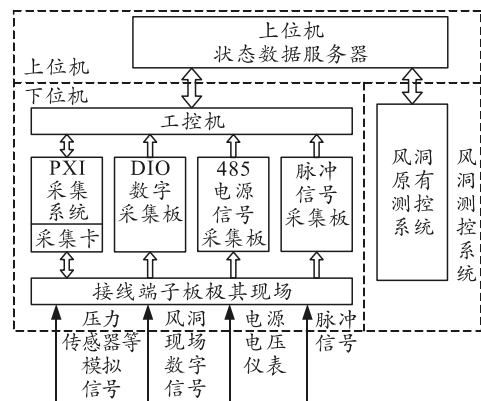 上位机
状态数据服务器
上位机
下位机
工控机
PXI
采集
系统
采集卡
DIO
数字
采集板
485
电源
信号
采集板
脉冲
信号
采集板
风洞
原有
测控
系统
风
洞
测
控
系
统
接线端子板极其现场
压力
传感器等
模拟
信号
风洞
现场
数字
信号
电源
电压
仪表
脉冲
信号